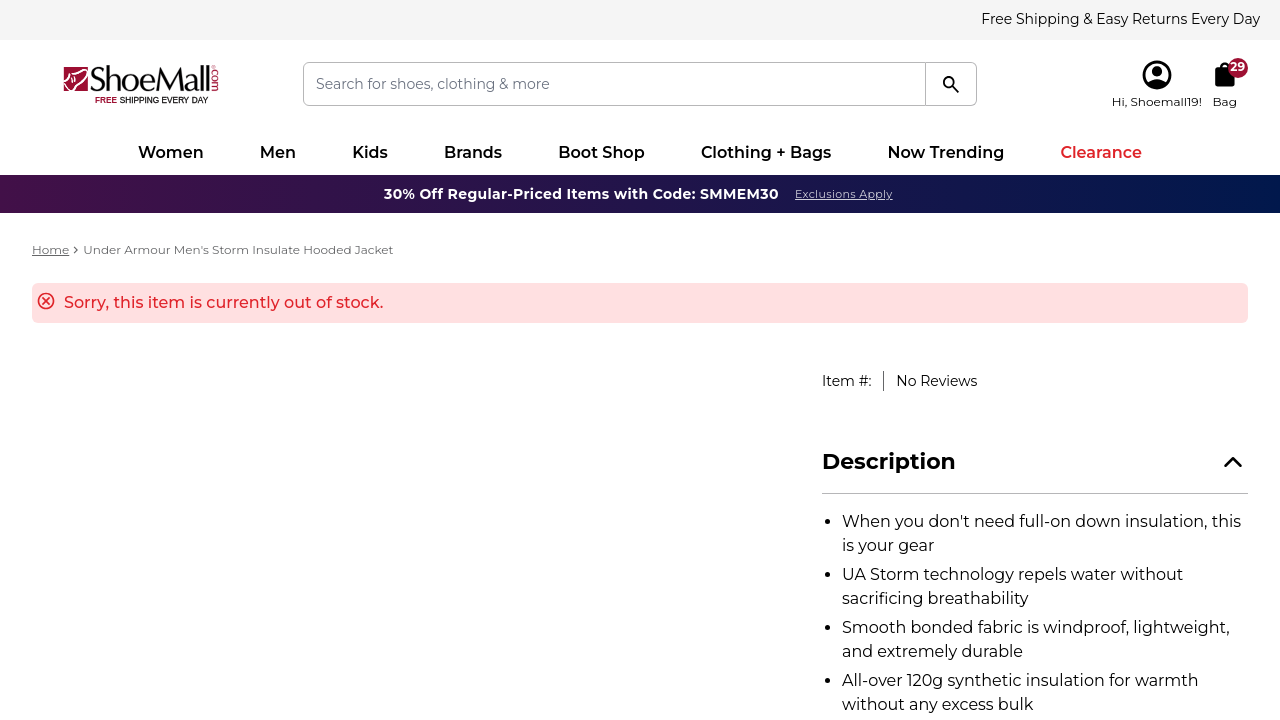 Free Shipping & Easy Returns Every Day
ShoeMall.com
FREE SHIPPING EVERY DAY
Search for shoes, clothing & more
29
Hi, Shoemall19!
Bag
Women
Men
Kids
Brands
Boot Shop
Clothing + Bags
Now Trending
Clearance
30% Off Regular-Priced Items with Code: SMMEM30
Exclusions Apply
Home > Under Armour Men's Storm Insulate Hooded Jacket
Sorry, this item is currently out of stock.
Item #:
No Reviews
Description
• When you don't need full-on down insulation, this
is your gear
• UA Storm technology repels water without
sacrificing breathability
• Smooth bonded fabric is windproof, lightweight,
and extremely durable
• All-over 120g synthetic insulation for warmth
without any excess bulk